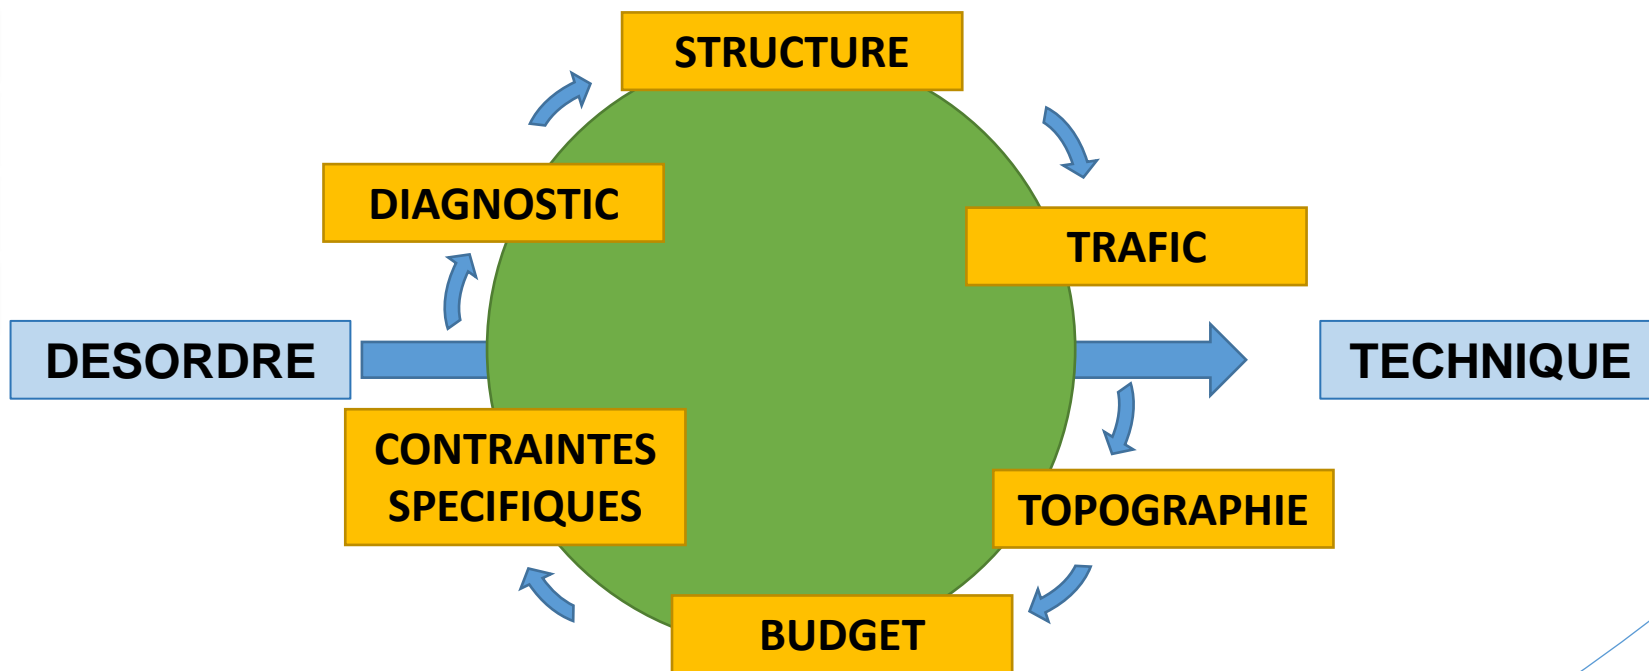 STRUCTURE
DIAGNOSTIC
TRAFIC
DESORDRE
TECHNIQUE
CONTRAINTES
SPECIFIQUES
TOPOGRAPHIE
BUDGET